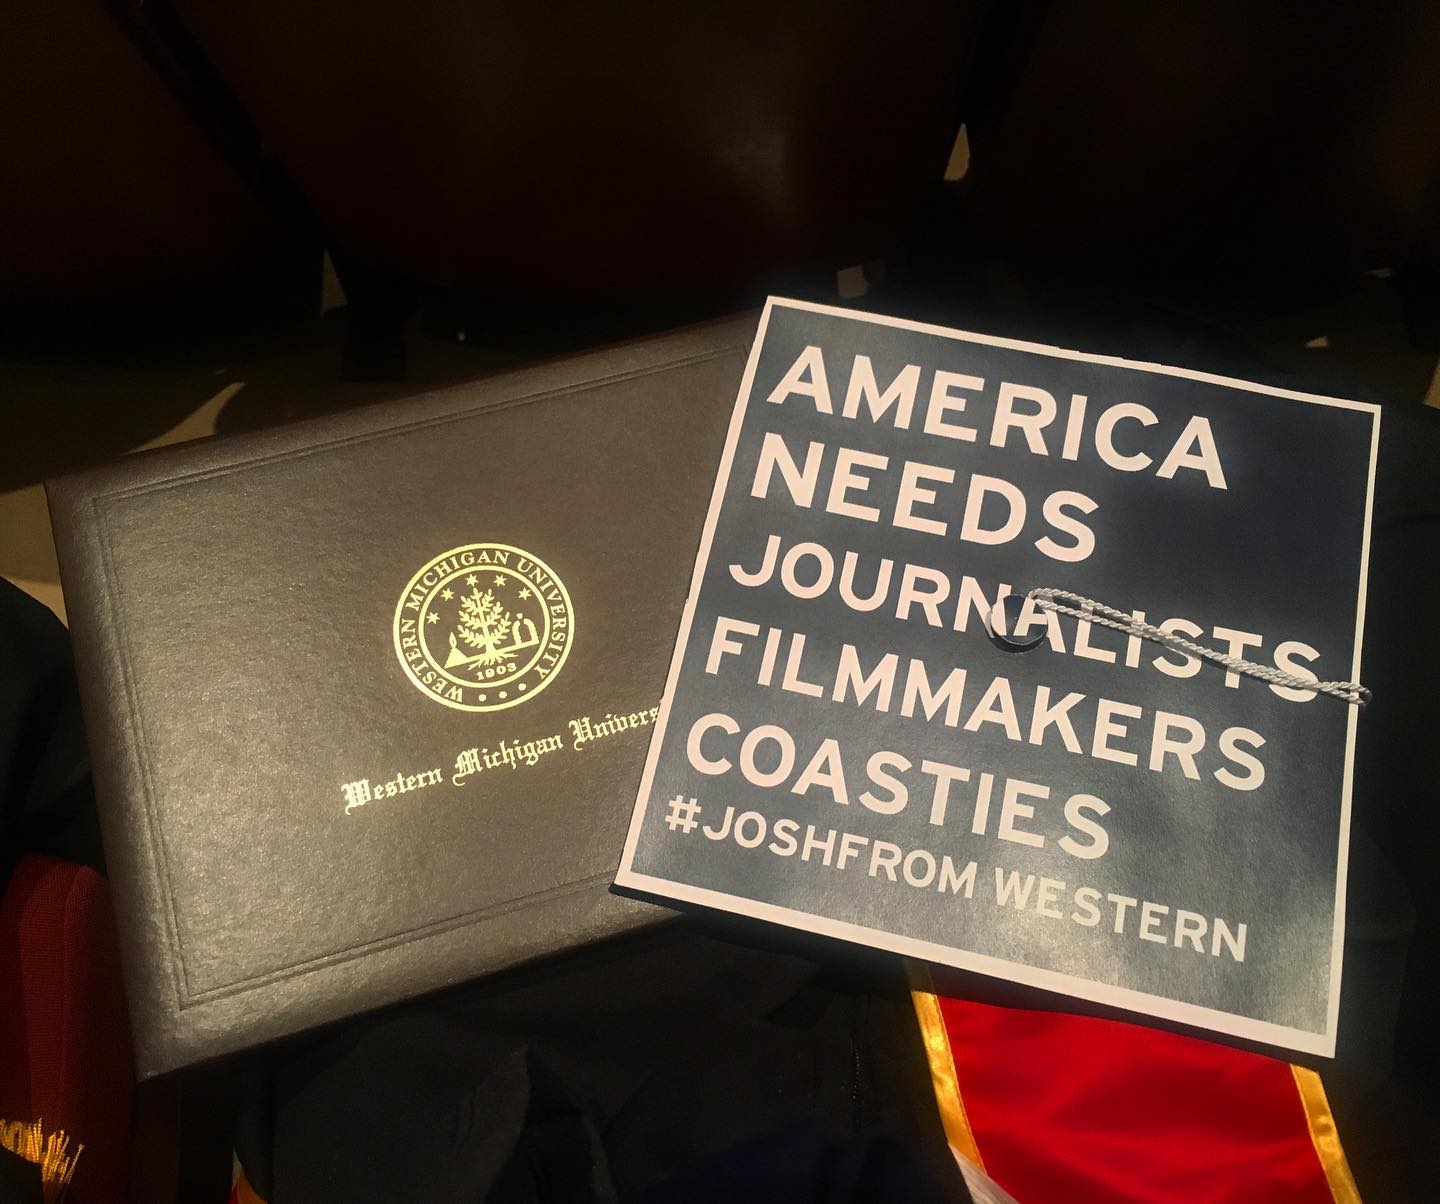 WESTERN MICHIGAN UNIVERSITY
1903
Western Michigan Univers
AMERICA
NEEDS
JOURNALISTS
FILMMAKERS
COASTIES
#JOSHFROM WESTERN